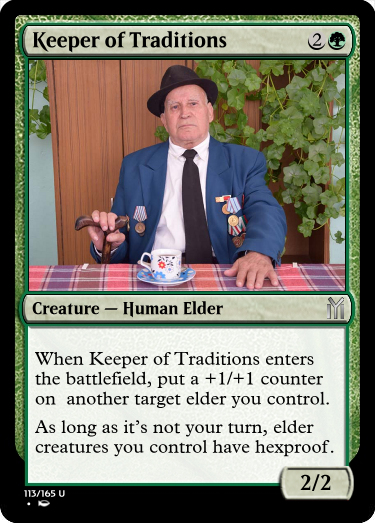 Keeper of Traditions 2
Creature — Human Elder
When Keeper of Traditions enters
the battlefield, put a +1/+1 counter
on another target elder you control.
As long as it's not your turn, elder
creatures you control have hexproof.
2/2
113/165 U